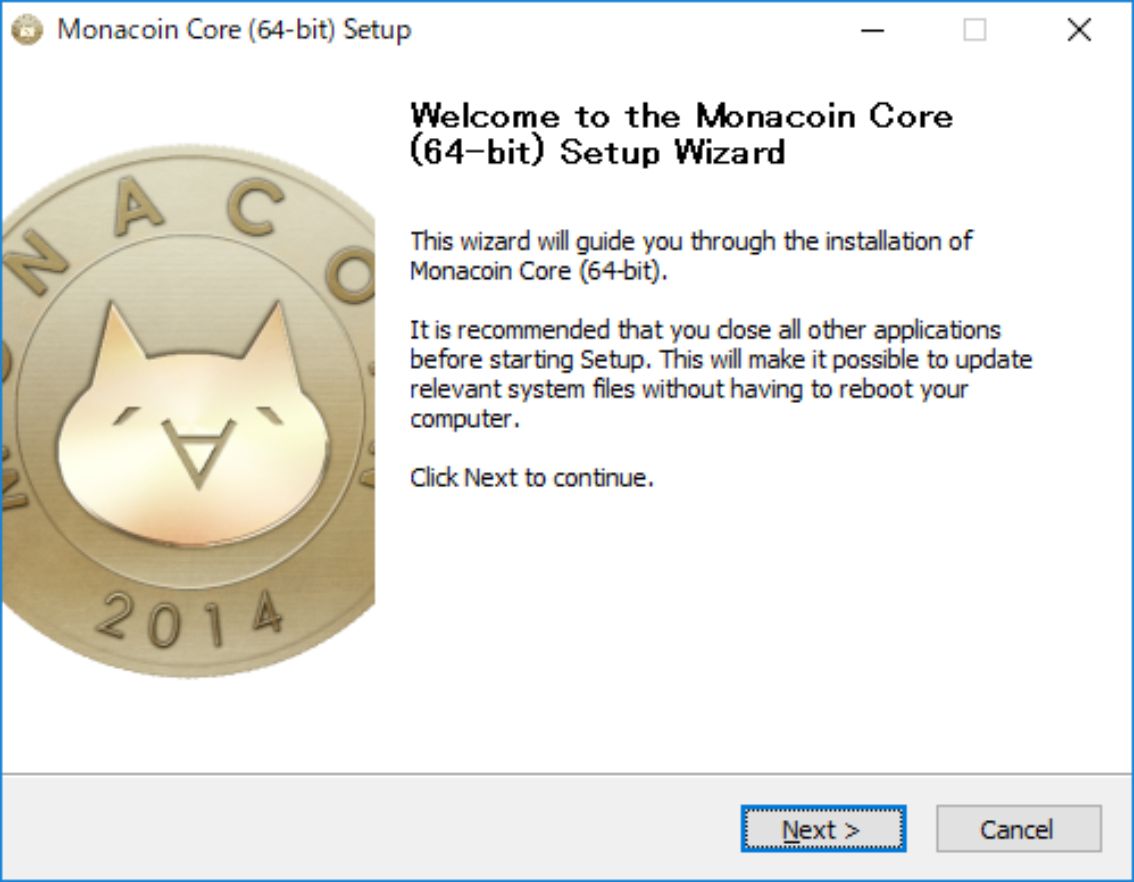 Monacoin Core (64-bit) Setup
Welcome to the Monacoin Core
(64-bit) Setup Wizard
This wizard will guide you through the installation of
Monacoin Core (64-bit).
It is recommended that you close all other applications
before starting Setup. This will make it possible to update
relevant system files without having to reboot your
computer.
Click Next to continue.
NACO
2014
Next >
Cancel